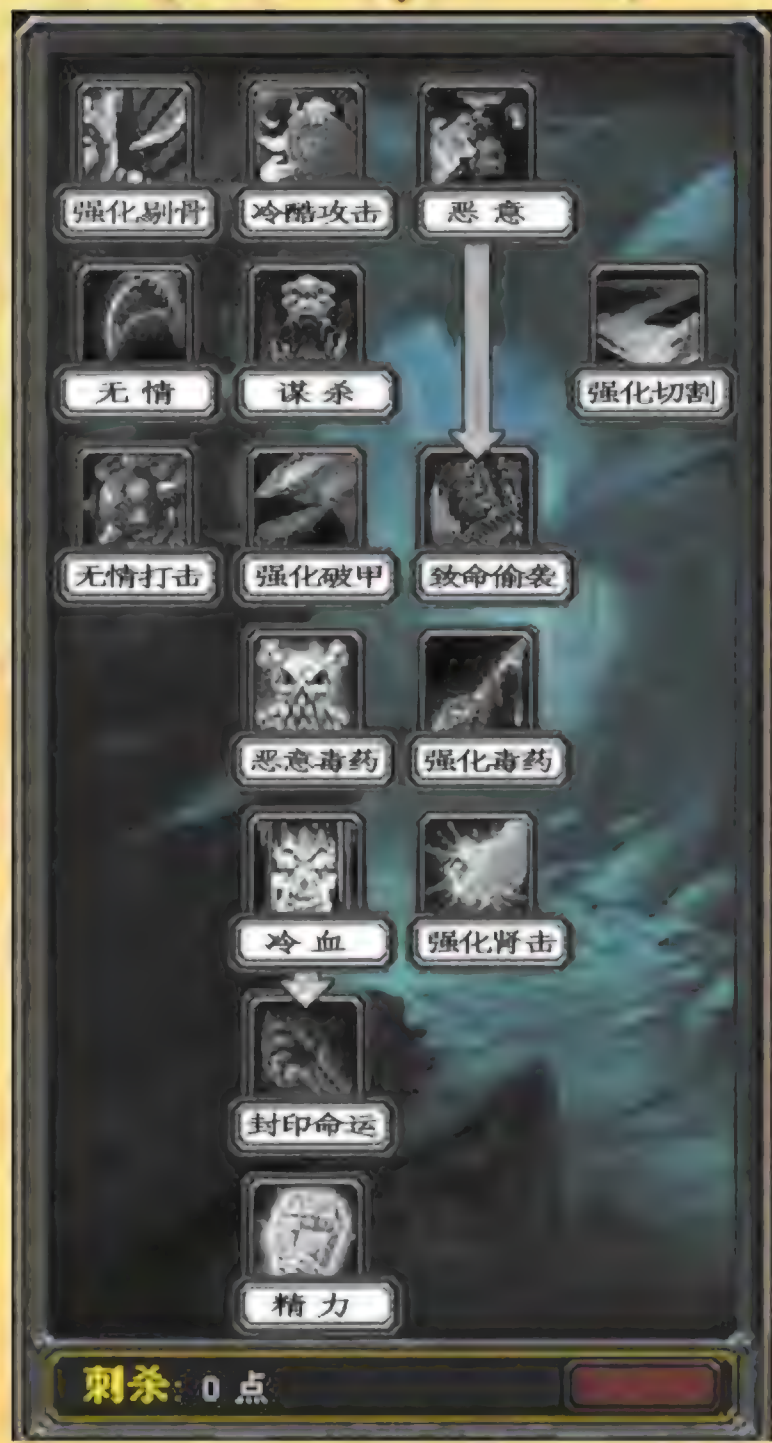 强化剔骨 冷酷攻击 恶意
无情 谋杀 强化切割
无情打击 强化破甲 致命偷袭
恶意毒药 强化毒药
冷血 强化肾击
封印命运
精力
刺杀: 0 点